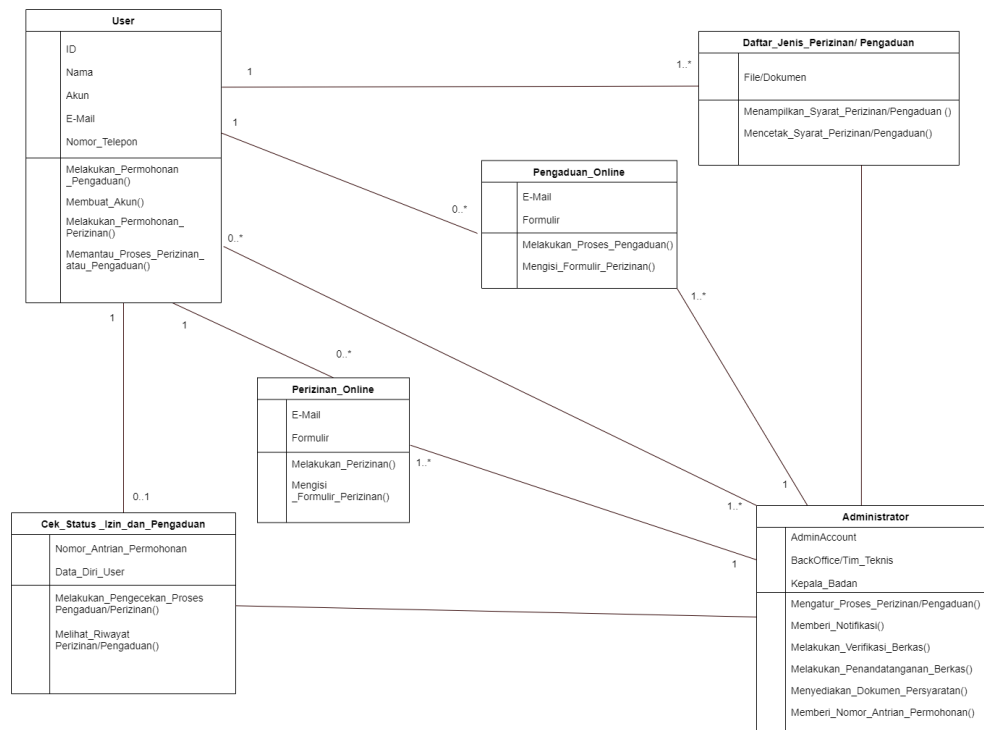 User
ID
Nama
Akun
E-Mail
Nomor_Telepon
Melakukan_Permohonan
_Pengaduan()
Membuat_Akun()
Melakukan_Permohonan_
Perizinan()
Memantau_Proses_Perizinan_
atau_Pengaduan()
1
1..*
1
0..*
0..*
1
1
0..*
0..1
Daftar_Jenis_Perizinan/ Pengaduan
File/Dokumen
Menampilkan_Syarat_Perizinan/Pengaduan ()
Mencetak_Syarat_Perizinan/Pengaduan()
Pengaduan_Online
E-Mail
Formulir
Melakukan_Proses_Pengaduan()
Mengisi_Formulir_Perizinan()
1..*
1
Perizinan_Online
E-Mail
Formulir
Melakukan_Perizinan()
Mengisi
_Formulir_Perizinan()
1..*
1..*
1
Cek_Status _Izin_dan_Pengaduan
Nomor_Antrian_Permohonan
Data_Diri_User
Melakukan_Pengecekan_Proses
Pengaduan/Perizinan()
Melihat_Riwayat
Perizinan/Pengaduan()
Administrator
AdminAccount
BackOffice/Tim_Teknis
Kepala_Badan
Mengatur_Proses_Perizinan/Pengaduan()
Memberi_Notifikasi()
Melakukan_Verifikasi_Berkas()
Melakukan_Penandatanganan_Berkas()
Menyediakan_Dokumen_Persyaratan()
Memberi_Nomor_Antrian_Permohonan()